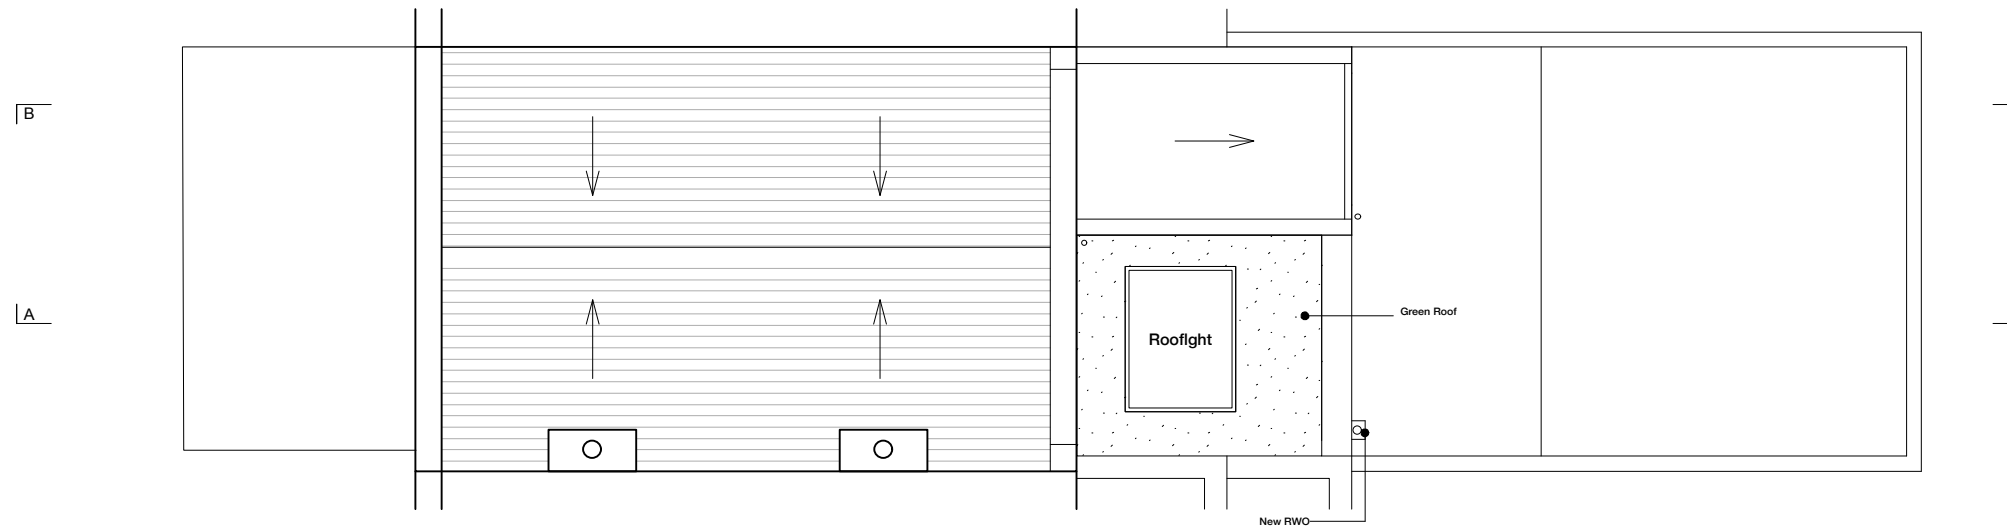 B
A
Green Roof
Rooflght
New RWO